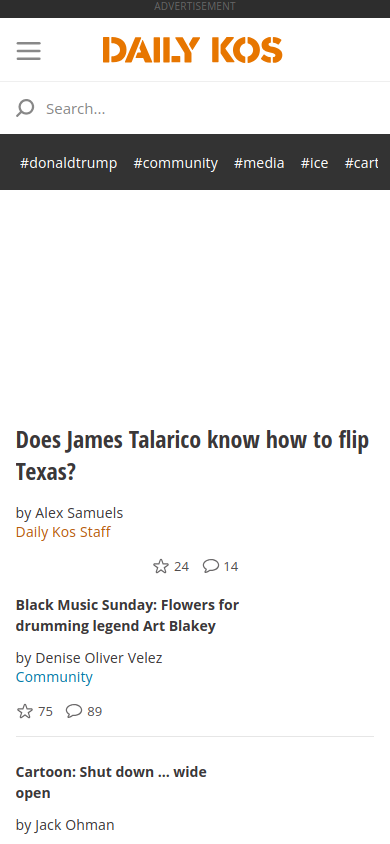 ADVERTISEMENT
DAILY KOS
Search...
#donaldtrump #community #media #ice #cart
Does James Talarico know how to flip
Texas?
by Alex Samuels
Daily Kos Staff
24 14
Black Music Sunday: Flowers for
drumming legend Art Blakey
by Denise Oliver Velez
Community
75 89
Cartoon: Shut down ... wide
open
by Jack Ohman